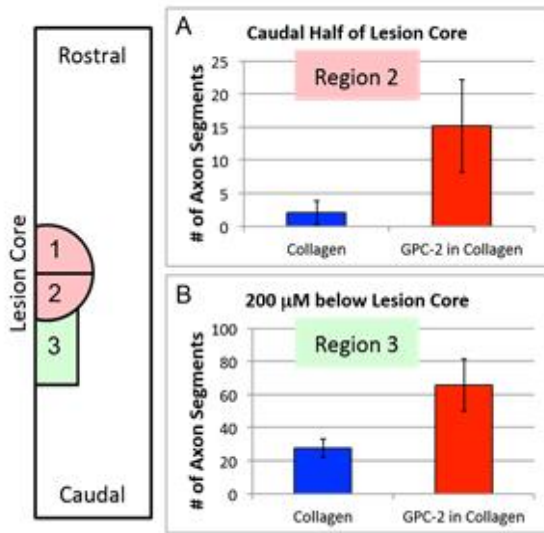 Rostral
Lesion Core
1
2
3
Caudal
A
Caudal Half of Lesion Core
Region 2
# of Axon Segments
25
20
15
10
5
0
Collagen
GPC-2 in Collagen
B
200 µM below Lesion Core
Region 3
# of Axon Segments
100
80
60
40
20
0
Collagen
GPC-2 in Collagen